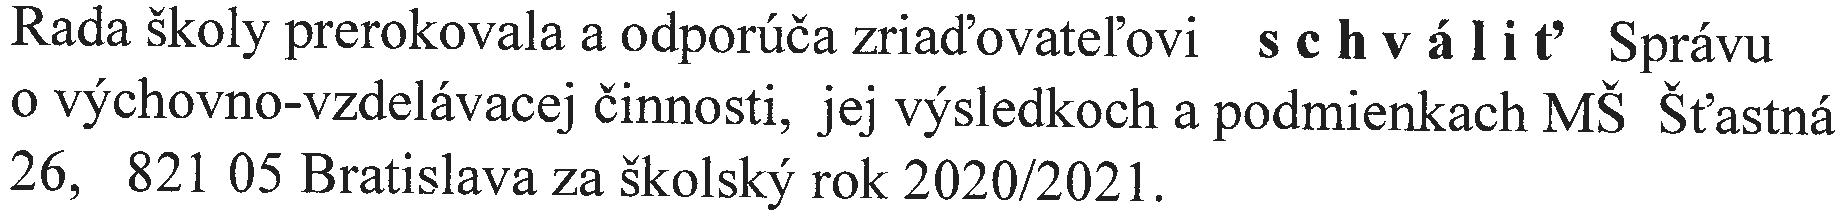 Rada školy prerokovala a odporúča zriaďovateľovi s c h v á l i ť Správu
o výchovno-vzdelávacej činnosti, jej výsledkoch a podmienkach MŠ Šťastná
26, 821 05 Bratislava za školský rok 2020/2021.